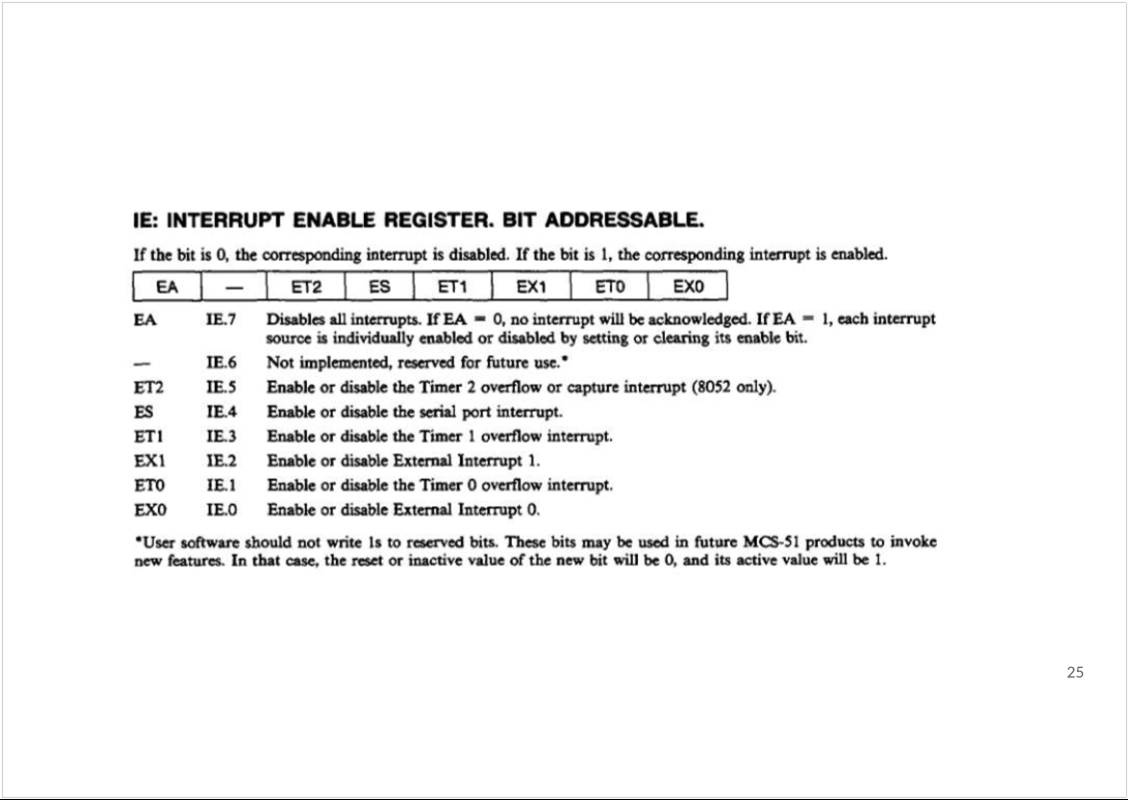 IE: INTERRUPT ENABLE REGISTER. BIT ADDRESSABLE.
If the bit is 0, the corresponding interrupt is disabled. If the bit is 1, the corresponding interrupt is enabled.
EA — ET2 ES ET1 EX1 ET0 EX0
EA IE.7 Disables all interrupts. If EA = 0, no interrupt will be acknowledged. If EA = 1, each interrupt
source is individually enabled or disabled by setting or clearing its enable bit.
— IE.6 Not implemented, reserved for future use.*
ET2 IE.5 Enable or disable the Timer 2 overflow or capture interrupt (8052 only).
ES IE.4 Enable or disable the serial port interrupt.
ET1 IE.3 Enable or disable the Timer 1 overflow interrupt.
EX1 IE.2 Enable or disable External Interrupt 1.
ET0 IE.1 Enable or disable the Timer 0 overflow interrupt.
EX0 IE.0 Enable or disable External Interrupt 0.
*User software should not write 1s to reserved bits. These bits may be used in future MCS-51 products to invoke
new features. In that case, the reset or inactive value of the new bit will be 0, and its active value will be 1.
25